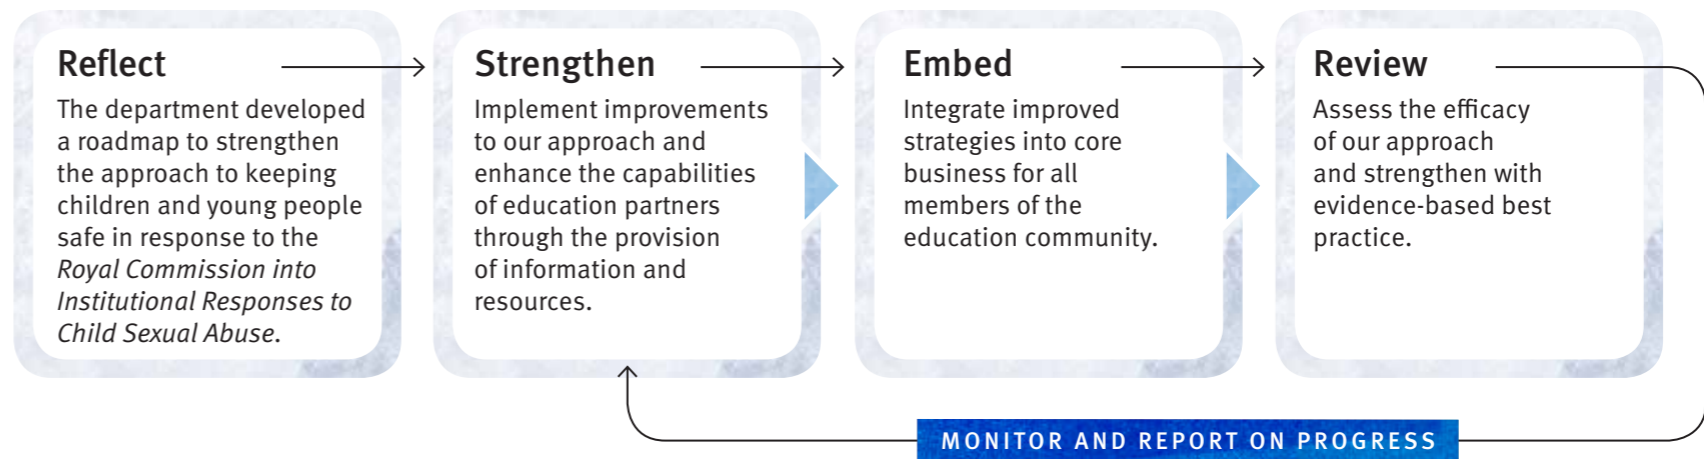 Reflect
The department developed
a roadmap to strengthen
the approach to keeping
children and young people
safe in response to the
Royal Commission into
Institutional Responses to
Child Sexual Abuse.
Strengthen
Implement improvements
to our approach and
enhance the capabilities
of education partners
through the provision
of information and
resources.
Embed
Integrate improved
strategies into core
business for all
members of the
education community.
Review
Assess the efficacy
of our approach
and strengthen with
evidence-based best
practice.
MONITOR AND REPORT ON PROGRESS